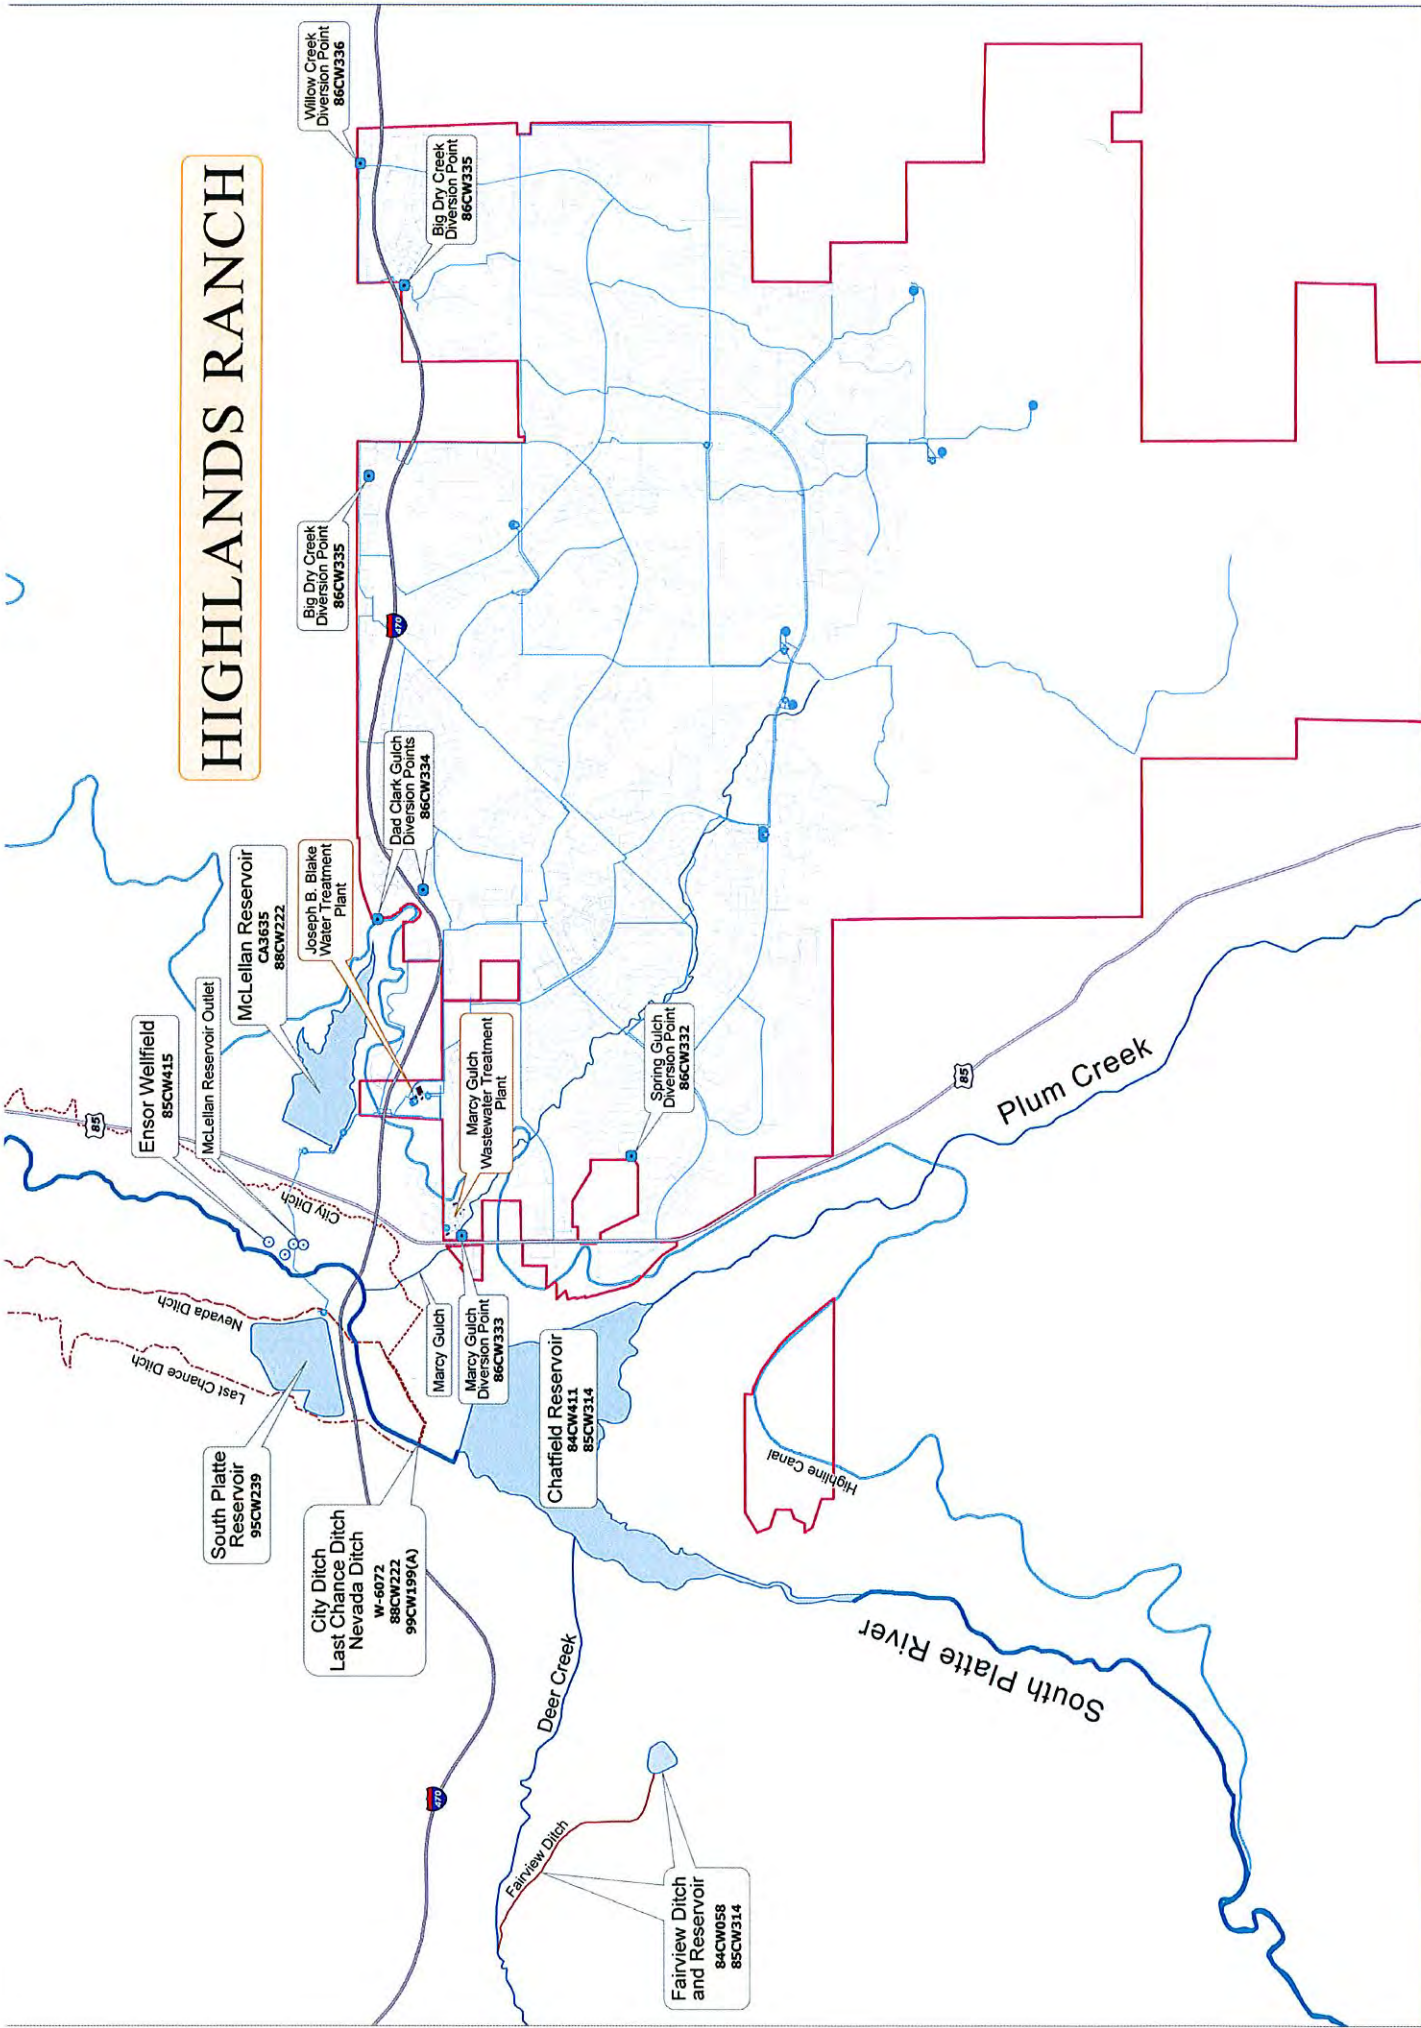 HIGHLANDS RANCH
Willow Creek
Diversion Point
86CW336
Big Dry Creek
Diversion Point
86CW335
Big Dry Creek
Diversion Point
86CW335
470
Dad Clark Gulch
Diversion Points
86CW334
Joseph B. Blake
Water Treatment
Plant
McLellan Reservoir
CA3635
88CW222
McLellan Reservoir Outlet
Ensor Wellfield
85CW415
85
City Ditch
Nevada Ditch
Last Chance Ditch
South Platte
Reservoir
95CW239
City Ditch
Last Chance Ditch
Nevada Ditch
W-6072
88CW222
99CW199(A)
Marcy Gulch
Marcy Gulch
Diversion Point
86CW333
Marcy Gulch
Wastewater Treatment
Plant
Spring Gulch
Diversion Point
86CW332
85
Plum Creek
Chatfield Reservoir
84CW411
85CW314
Highline Canal
South Platte River
Deer Creek
470
Fairview Ditch
Fairview Ditch
and Reservoir
84CW058
85CW314